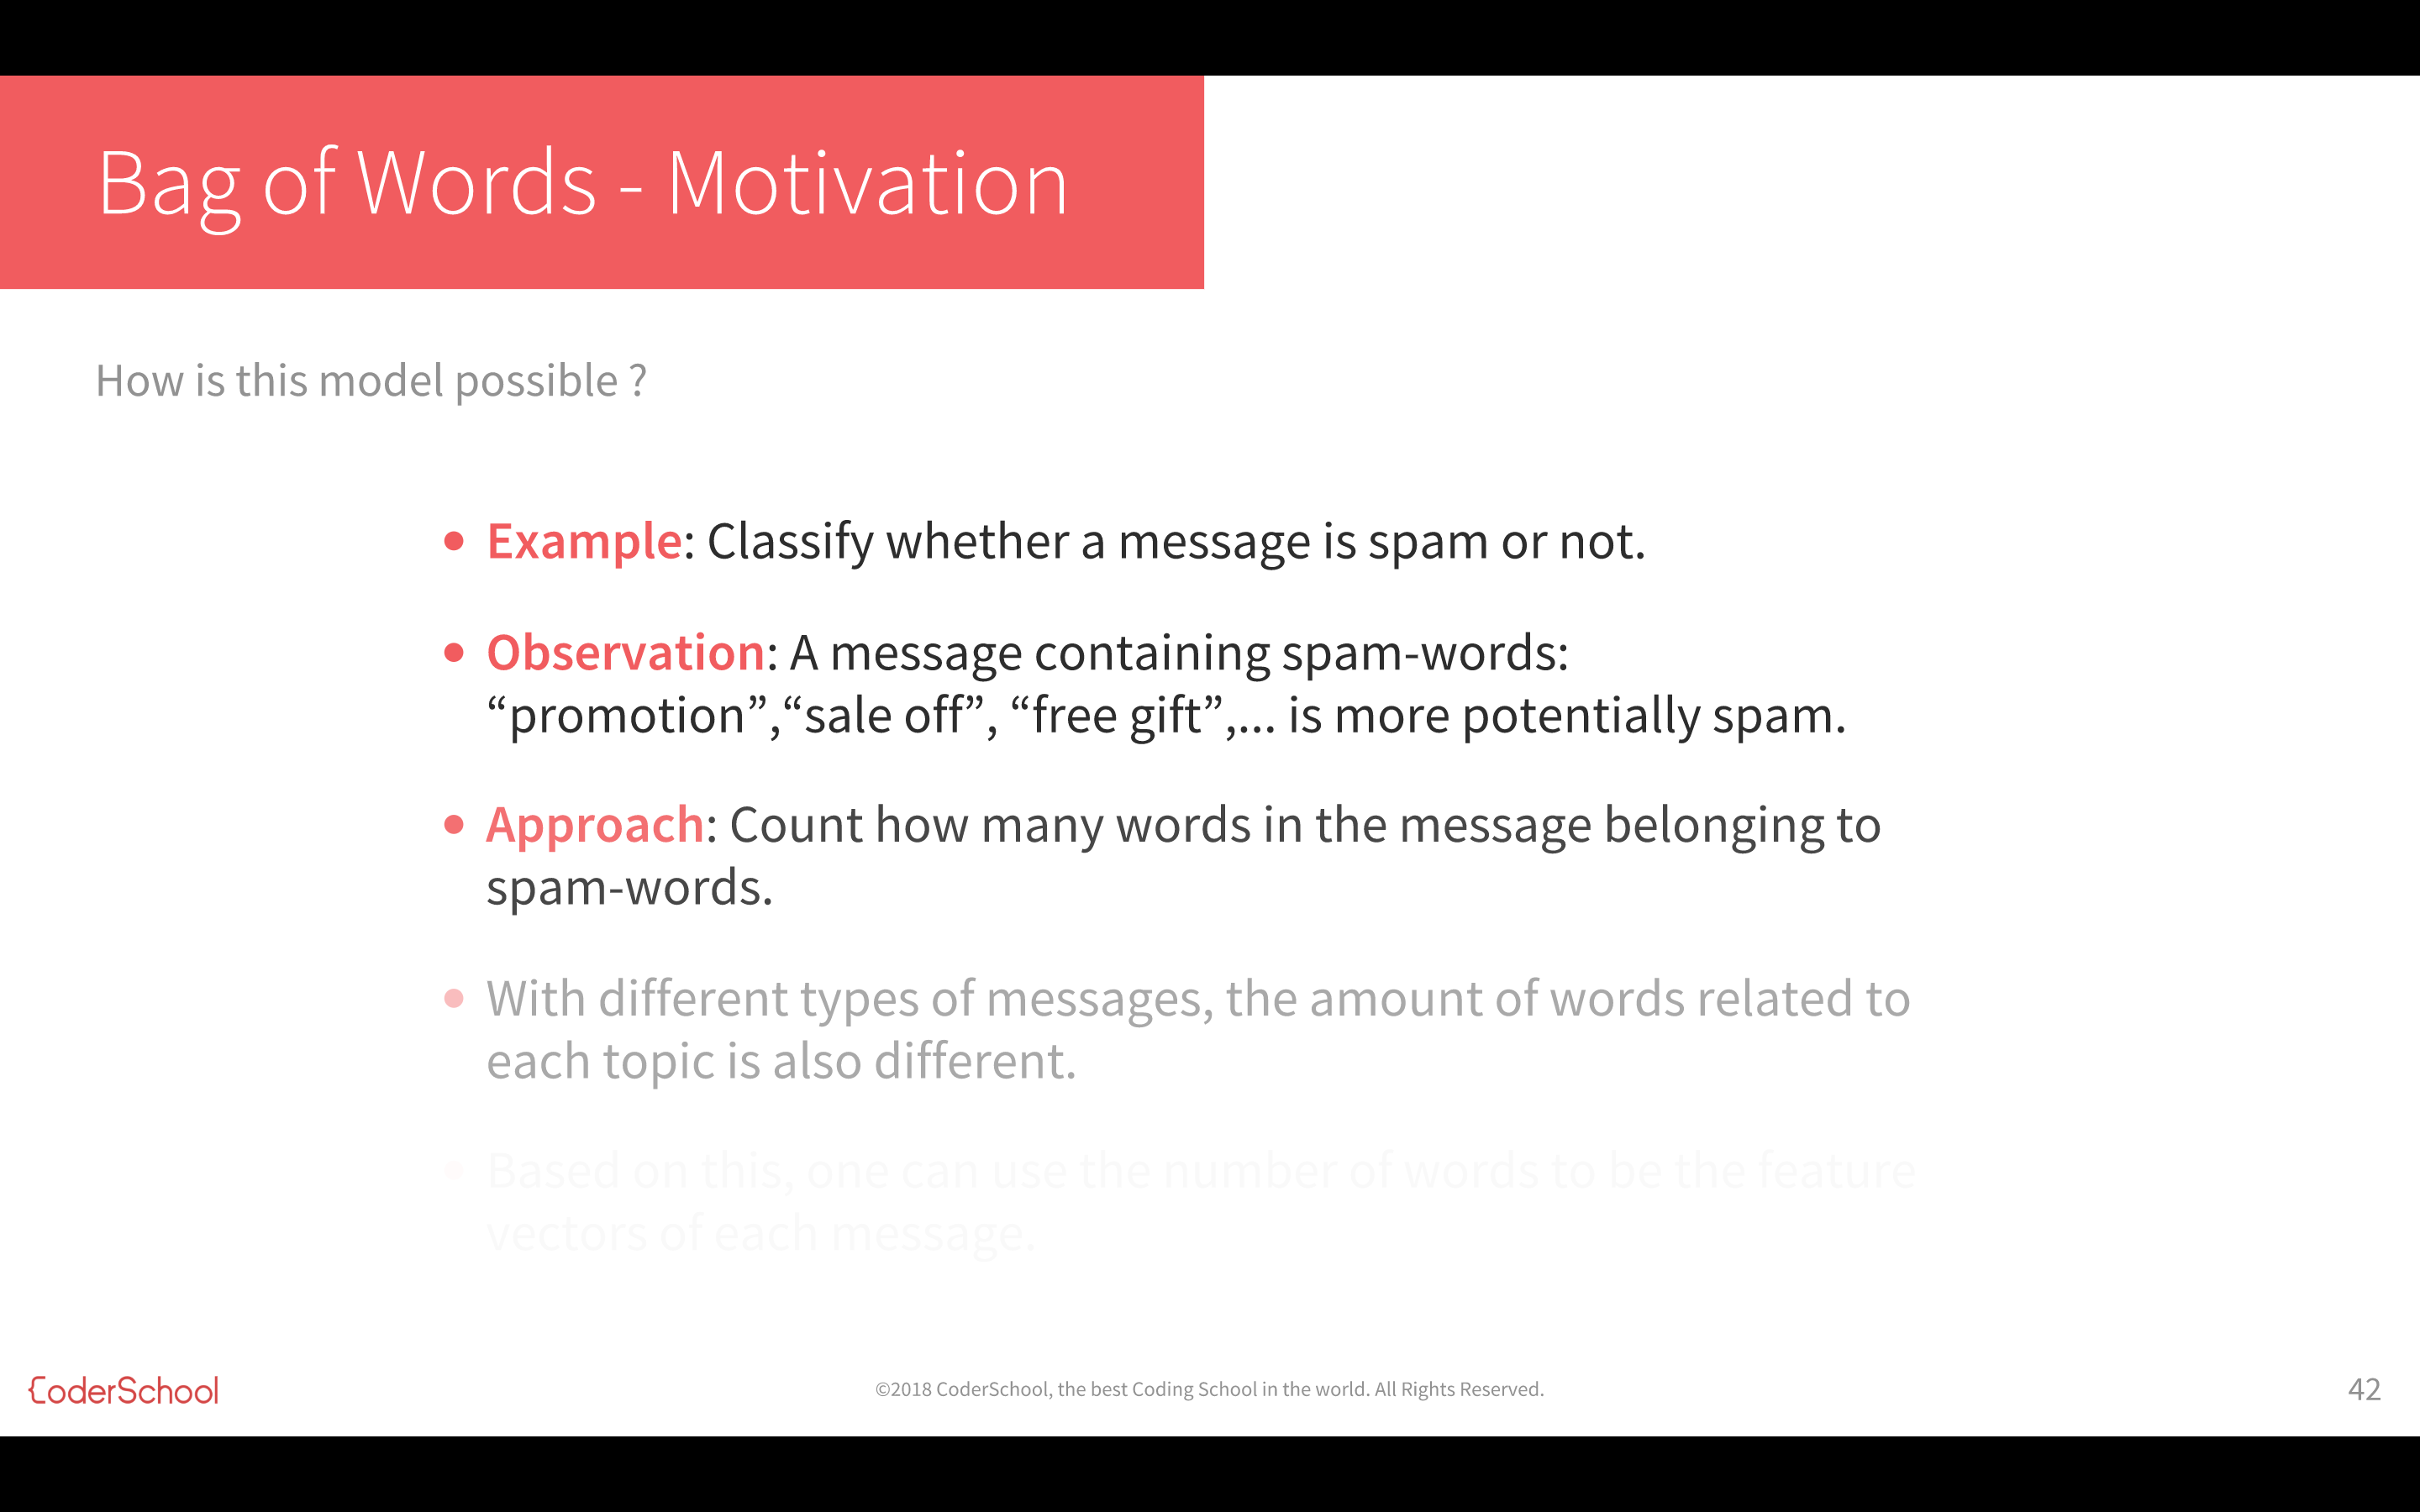 Bag of Words - Motivation
How is this model possible ?
• Example: Classify whether a message is spam or not.
• Observation: A message containing spam-words:
“promotion”,“sale off”, “free gift”,... is more potentially spam.
• Approach: Count how many words in the message belonging to
spam-words.
• With different types of messages, the amount of words related to
each topic is also different.
• Based on this, one can use the number of words to be the feature
vectors of each message.
{CoderSchool
©2018 CoderSchool, the best Coding School in the world. All Rights Reserved.
42